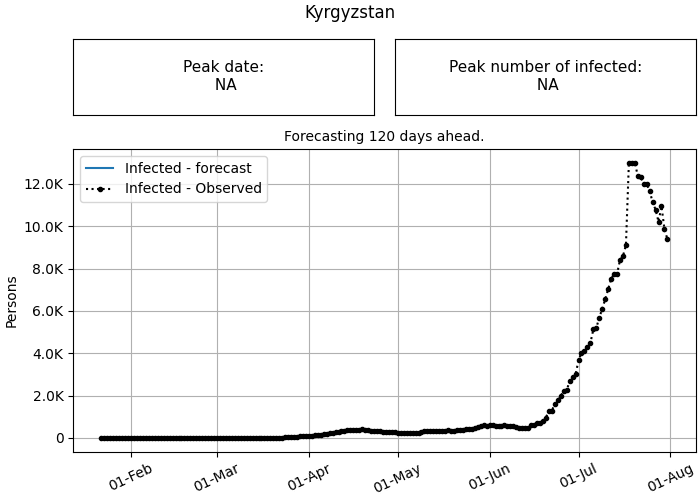 Kyrgyzstan
Peak date:
NA
Peak number of infected:
NA
Forecasting 120 days ahead.
Infected - forecast
Infected - Observed
Persons
12.0K
10.0K
8.0K
6.0K
4.0K
2.0K
0
01-Feb
01-Mar
01-Apr
01-May
01-Jun
01-Jul
01-Aug